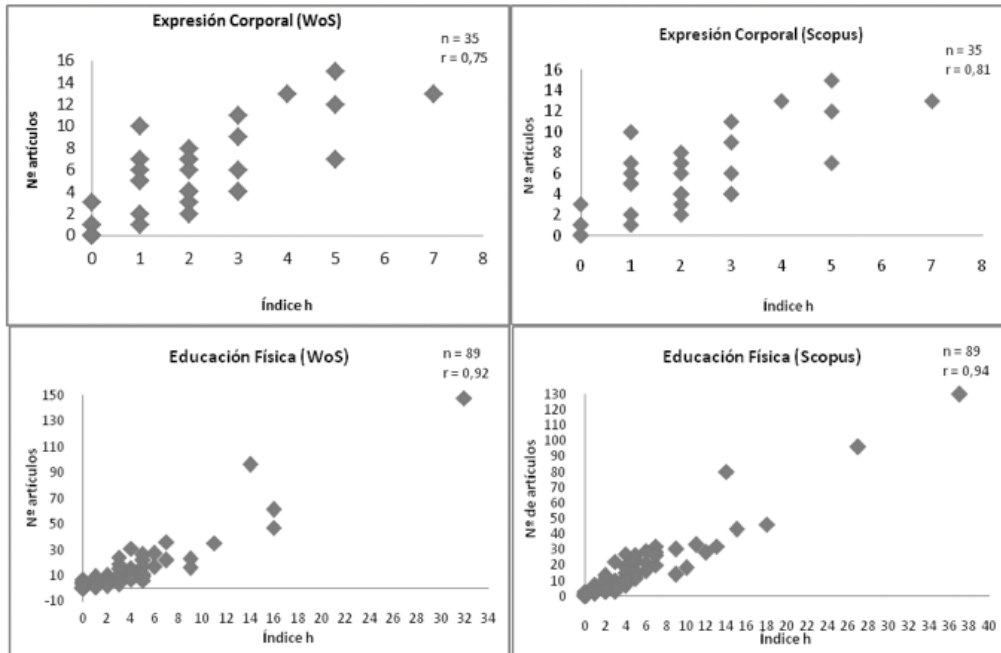 Expresión Corporal (WoS)
n = 35
r = 0,75
16
14
12
10
8
6
4
2
0
Nº artículos
0 1 2 3 4 5 6 7 8
Índice h
Expresión Corporal (Scopus)
n = 35
r = 0,81
16
14
12
10
8
6
4
2
0
Nº artículos
0 1 2 3 4 5 6 7 8
Índice h
Educación Física (WoS)
n = 89
r = 0,92
150
130
110
90
70
50
30
10
-10
Nº artículos
0 2 4 6 8 10 12 14 16 18 20 22 24 26 28 30 32 34
Índice h
Educación Física (Scopus)
n = 89
r = 0,94
130
120
110
100
90
80
70
60
50
40
30
20
10
0
Nº de artículos
0 2 4 6 8 10 12 14 16 18 20 22 24 26 28 30 32 34 36 38 40
Índice h